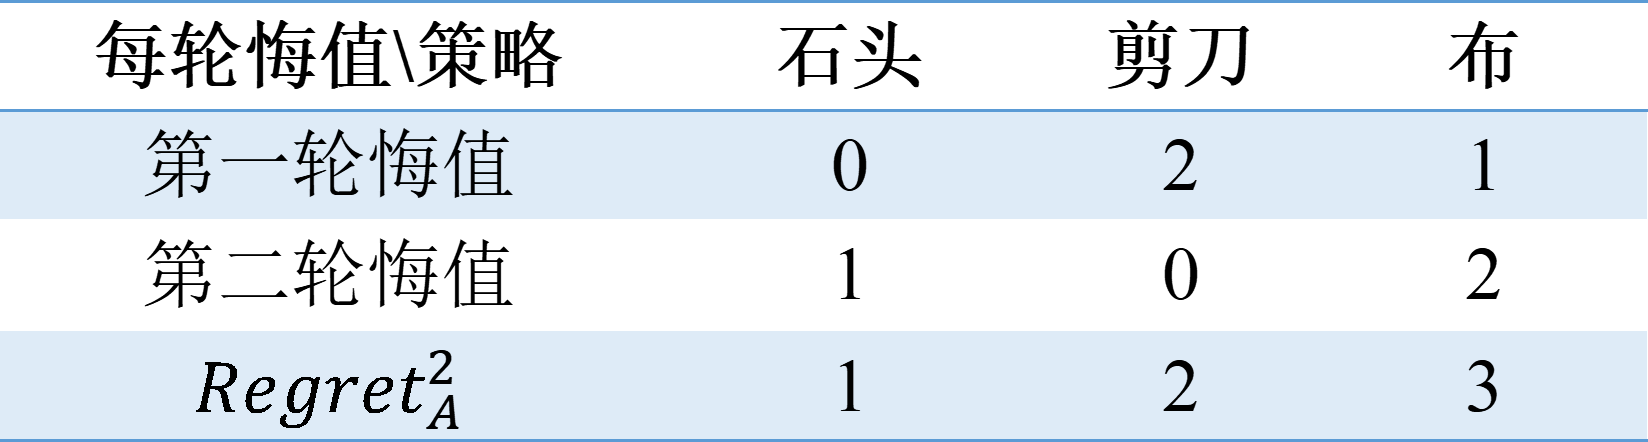 每轮悔值\策略 石头 剪刀 布
第一轮悔值 0 2 1
第二轮悔值 1 0 2
$Regret_A^2$ 1 2 3